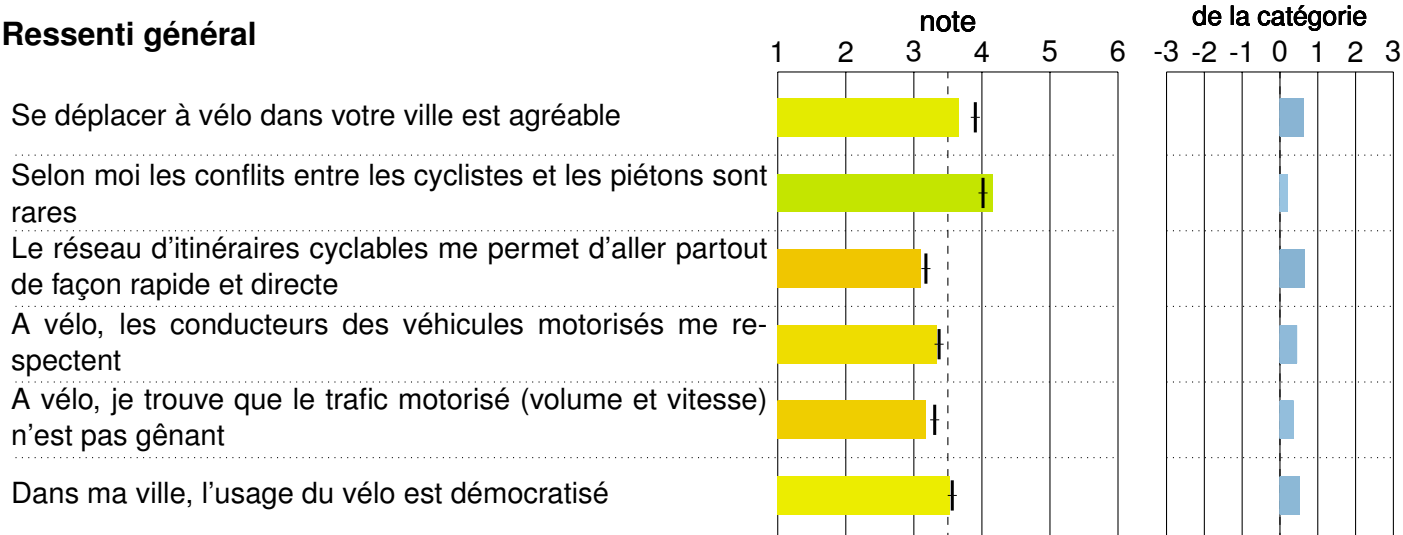 Ressenti général
note
de la catégorie
1 2 3 4 5 6
-3 -2 -1 0 1 2 3
Se déplacer à vélo dans votre ville est agréable
Selon moi les conflits entre les cyclistes et les piétons sont
rares
Le réseau d'itinéraires cyclables me permet d'aller partout
de façon rapide et directe
A vélo, les conducteurs des véhicules motorisés me re-
spectent
A vélo, je trouve que le trafic motorisé (volume et vitesse)
n'est pas gênant
Dans ma ville, l'usage du vélo est démocratisé